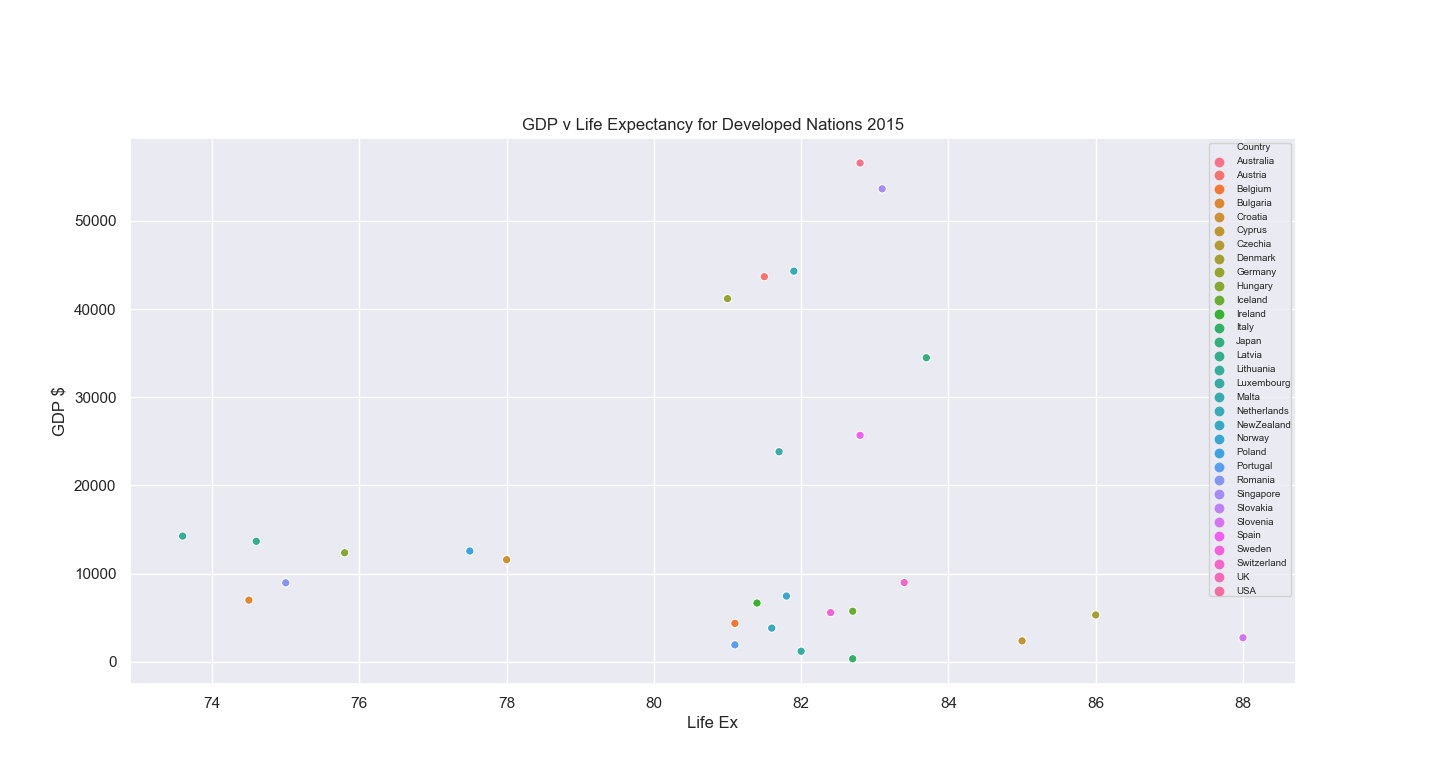 GDP v Life Expectancy for Developed Nations 2015
Country
Australia
Austria
Belgium
Bulgaria
Croatia
Cyprus
Czechia
Denmark
Germany
Hungary
Iceland
Ireland
Italy
Japan
Latvia
Lithuania
Luxembourg
Malta
Netherlands
NewZealand
Norway
Poland
Portugal
Romania
Singapore
Slovakia
Slovenia
Spain
Sweden
Switzerland
UK
USA
GDP $
50000
40000
30000
20000
10000
0
74 76 78 80 82 84 86 88
Life Ex